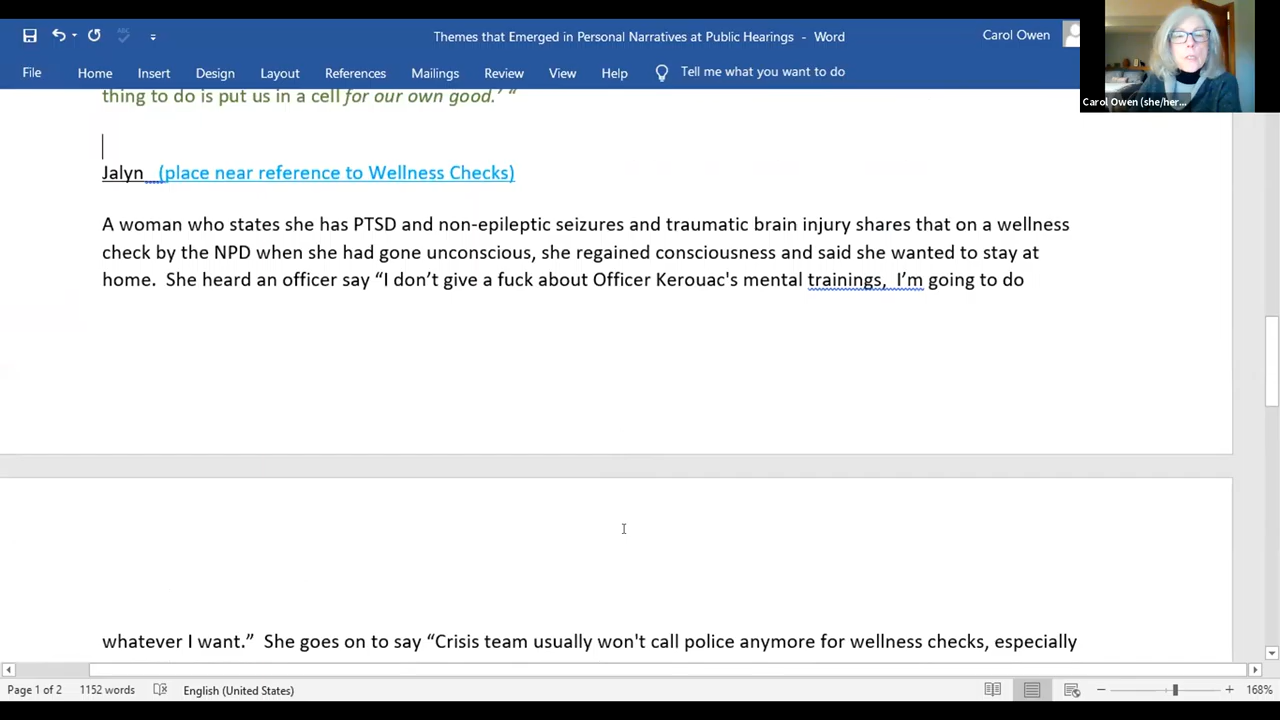 Themes that Emerged in Personal Narratives at Public Hearings - Word
Carol Owen
File Home Insert Design Layout References Mailings Review View Help Tell me what you want to do
Carol Owen (she/her...
thing to do is put us in a cell for our own good.’ “
Jalyn (place near reference to Wellness Checks)
A woman who states she has PTSD and non-epileptic seizures and traumatic brain injury shares that on a wellness
check by the NPD when she had gone unconscious, she regained consciousness and said she wanted to stay at
home. She heard an officer say “I don’t give a fuck about Officer Kerouac's mental trainings, I’m going to do
whatever I want.” She goes on to say “Crisis team usually won't call police anymore for wellness checks, especially
Page 1 of 2 1152 words English (United States) 168%